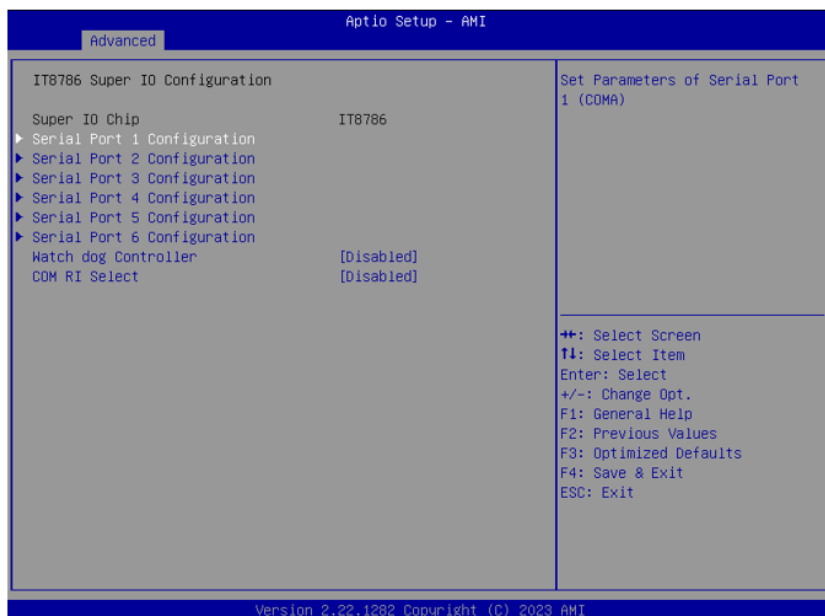 Aptio Setup – AMI
Advanced
IT8786 Super IO Configuration
Super IO Chip IT8786
Serial Port 1 Configuration
Serial Port 2 Configuration
Serial Port 3 Configuration
Serial Port 4 Configuration
Serial Port 5 Configuration
Serial Port 6 Configuration
Watch dog Controller [Disabled]
COM RI Select [Disabled]
Set Parameters of Serial Port
1 (COMA)
→←: Select Screen
↑↓: Select Item
Enter: Select
+/-: Change Opt.
F1: General Help
F2: Previous Values
F3: Optimized Defaults
F4: Save & Exit
ESC: Exit
Version 2.22.1282 Copyright (C) 2023 AMI